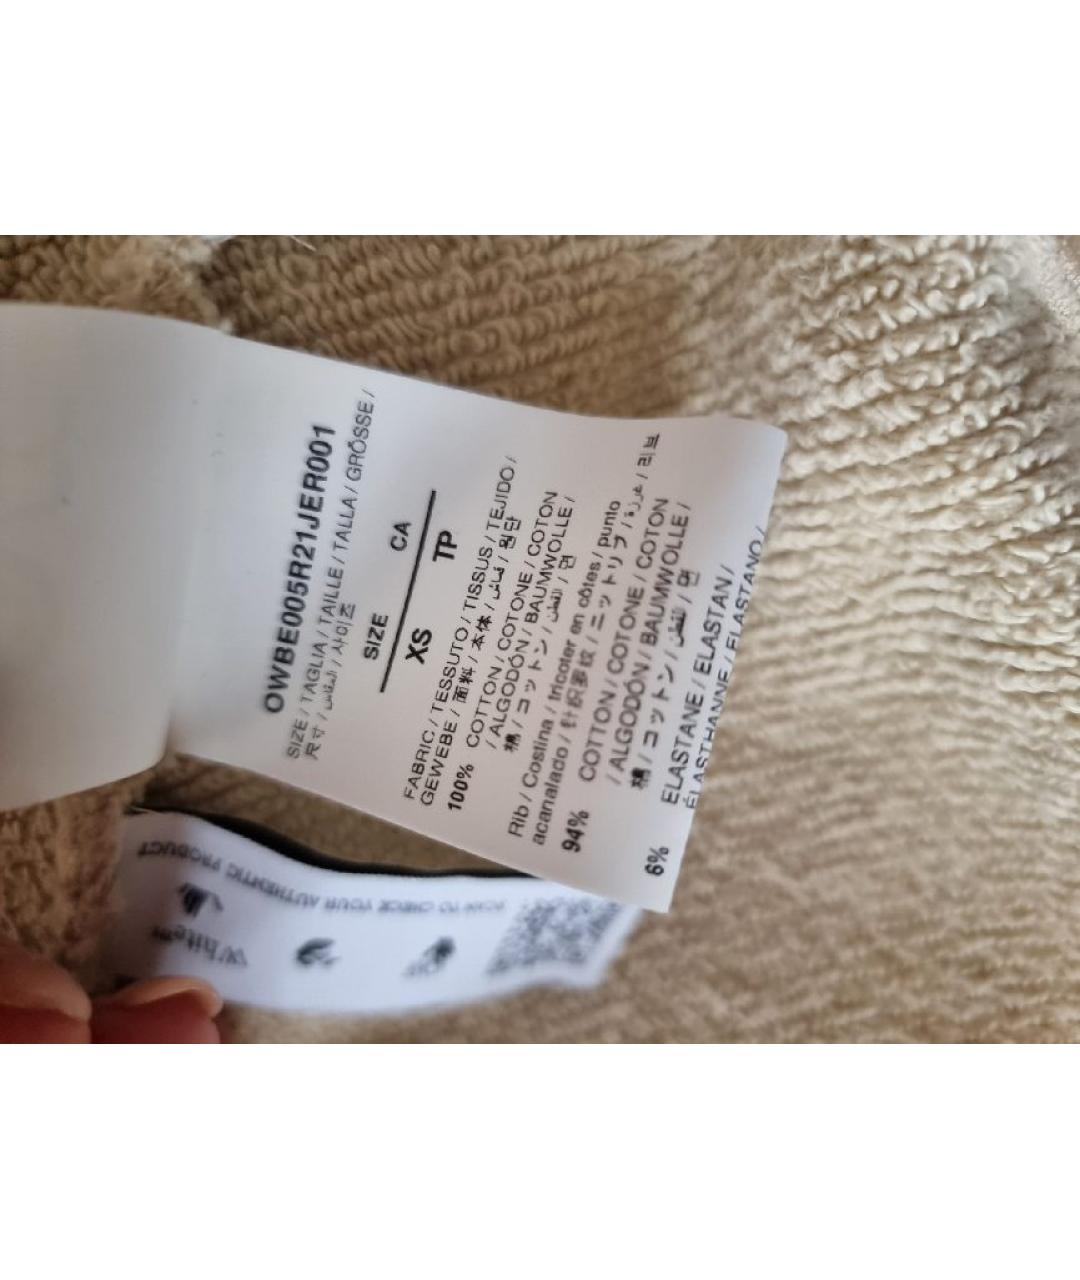 OWBE005R21JER001
SIZE / TAGLIA / TAILLE / TALLA / GRÖSSE /
尺寸 / المقاس / 사이즈
SIZE CA
XS TP
FABRIC / TESSUTO / TISSUS / TEJIDO /
GEWEBE / 面料 / 本体 / قماش / 원단
100% COTTON / COTONE / COTON
/ ALGODÓN / BAUMWOLLE /
棉 / コットン / القطن / 면
Rib / Costina / tricoter en côtes / punto
acanalado / 针织罗纹 / ニットリブ / غرزة / 리브
94% COTTON / COTONE / COTON
/ ALGODÓN / BAUMWOLLE /
棉 / コットン / القطن / 면
6% ELASTANE / ELASTAN /
ÉLASTHANNE / ELASTANO /
HOW TO CHECK YOUR AUTHENTIC PRODUCT
White™
Off